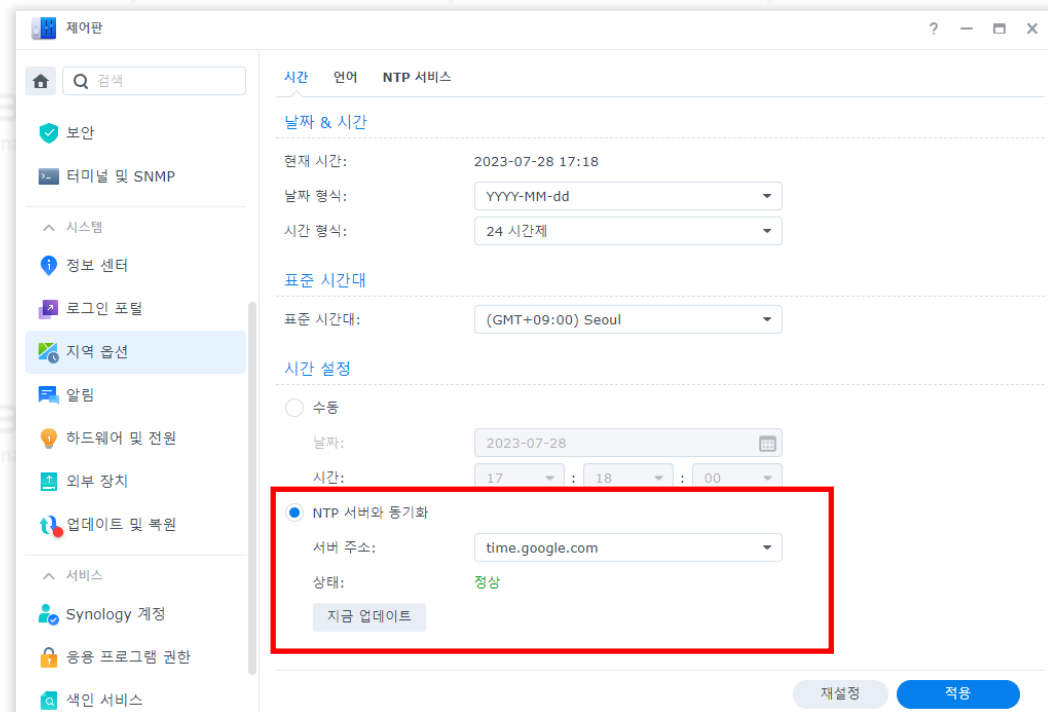 제어판
?
검색
보안
터미널 및 SNMP
시스템
정보 센터
로그인 포털
지역 옵션
알림
하드웨어 및 전원
외부 장치
업데이트 및 복원
서비스
Synology 계정
응용 프로그램 권한
색인 서비스
시간 언어 NTP 서비스
날짜 & 시간
현재 시간: 2023-07-28 17:18
날짜 형식: YYYY-MM-dd
시간 형식: 24 시간제
표준 시간대
표준 시간대: (GMT+09:00) Seoul
시간 설정
수동
날짜: 2023-07-28
시간: 17 : 18 : 00
NTP 서버와 동기화
서버 주소: time.google.com
상태: 정상
지금 업데이트
재설정 적용